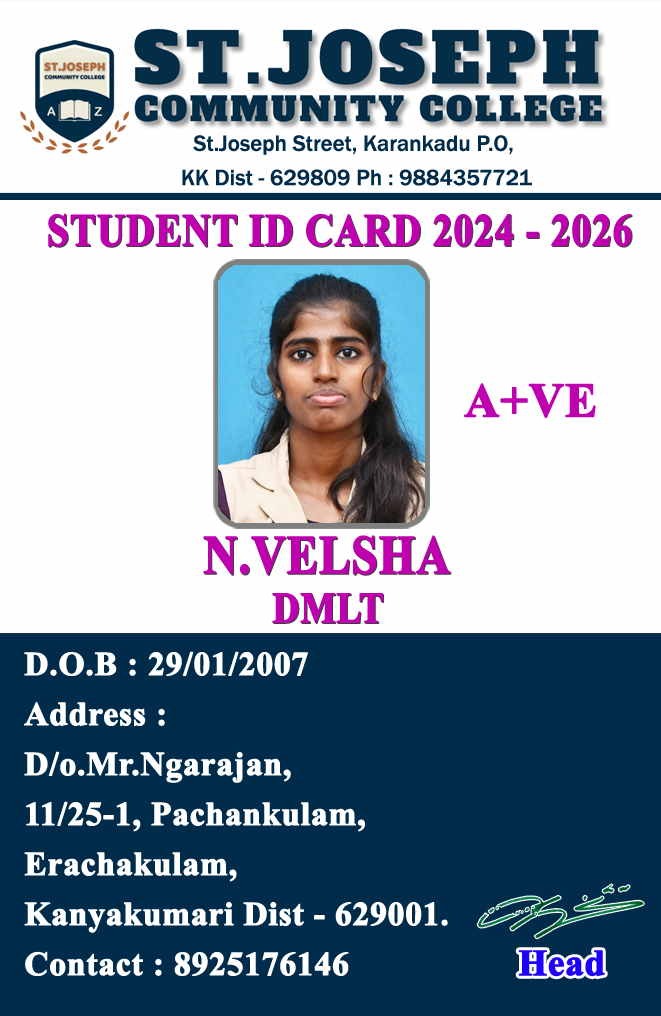 ST.JOSEPH
COMMUNITY COLLEGE
A Z
ST.JOSEPH
COMMUNITY COLLEGE
St.Joseph Street, Karankadu P.O,
KK Dist - 629809 Ph : 9884357721
STUDENT ID CARD 2024 - 2026
A+VE
N.VELSHA
DMLT
D.O.B : 29/01/2007
Address :
D/o.Mr.Ngarajan,
11/25-1, Pachankulam,
Erachakulam,
Kanyakumari Dist - 629001.
Contact : 8925176146
Head